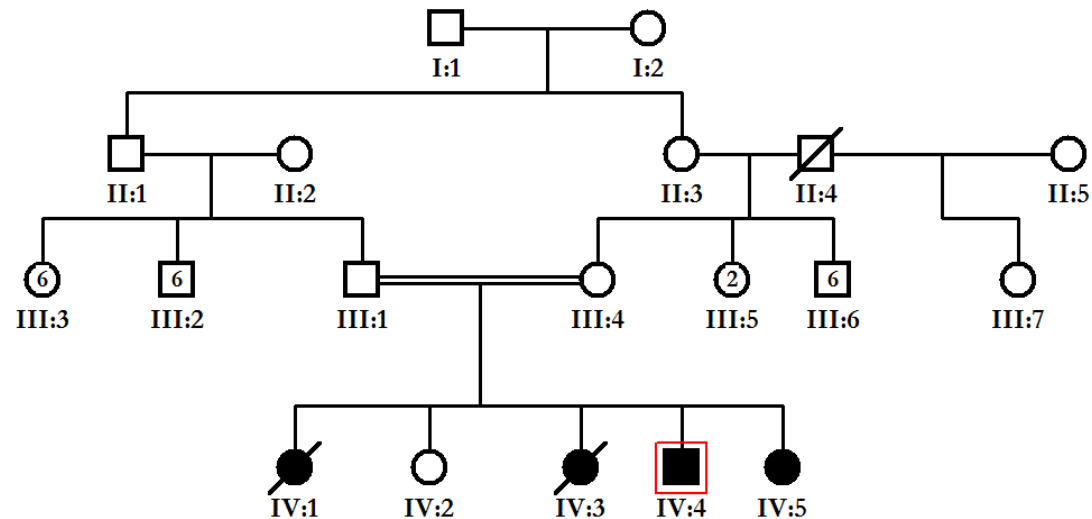 I:1 I:2
II:1 II:2 II:3 II:4 II:5
6 6 2 6
III:3 III:2 III:1 III:4 III:5 III:6 III:7
IV:1 IV:2 IV:3 IV:4 IV:5